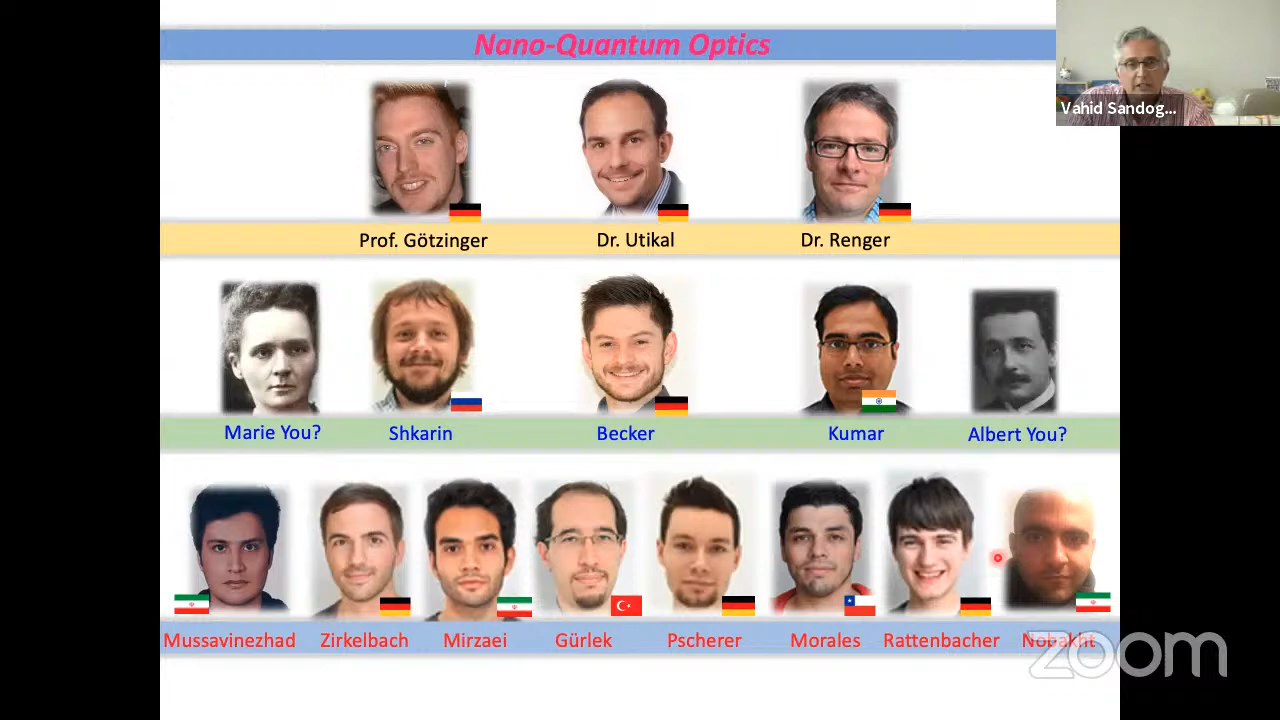 Nano-Quantum Optics
Vahid Sandog...
Prof. Götzinger Dr. Utikal Dr. Renger
Marie You? Shkarin Becker Kumar Albert You?
Mussavinezhad Zirkelbach Mirzaei Gürlek Pscherer Morales Rattenbacher Nobakht
zoom